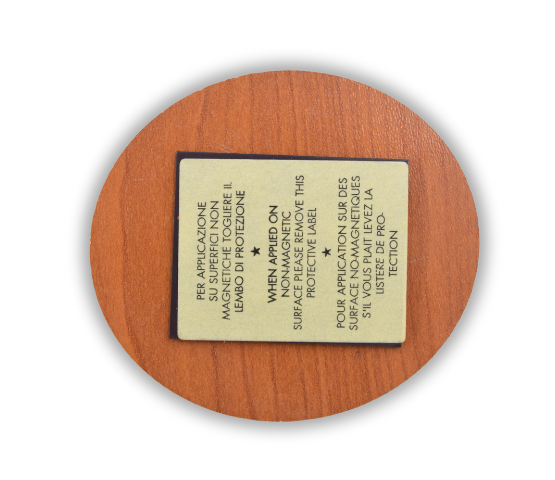 PER APPLICAZIONE
SU SUPERFICI NON
MAGNETICHE TOGLIERE IL
LEMBO DI PROTEZIONE
★
WHEN APPLIED ON
NON-MAGNETIC
SURFACE PLEASE REMOVE THIS
PROTECTIVE LABEL
★
POUR APPLICATION SUR DES
SURFACE NO-MAGNETIQUES
S'IL VOUS PLAIT LEVEZ LA
LISTERE DE PRO-
TECTION